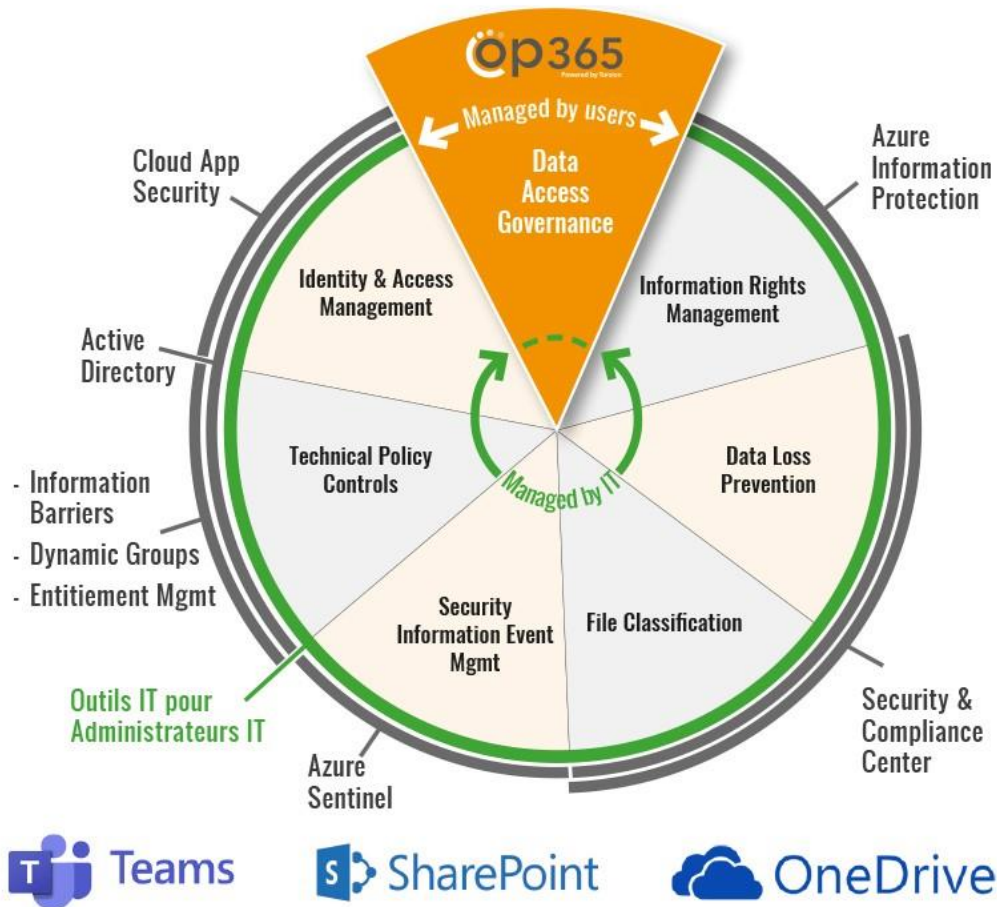 Cop365
Powered by Torsion
Managed by users
Data
Access
Governance
Cloud App
Security
Azure
Information
Protection
Identity & Access
Management
Information Rights
Management
Active
Directory
Technical Policy
Controls
Data Loss
Prevention
Managed by IT
- Information
Barriers
- Dynamic Groups
- Entitiement Mgmt
Security
Information Event
Mgmt
File Classification
Outils IT pour
Administrateurs IT
Azure
Sentinel
Security &
Compliance
Center
T Teams
S SharePoint
OneDrive